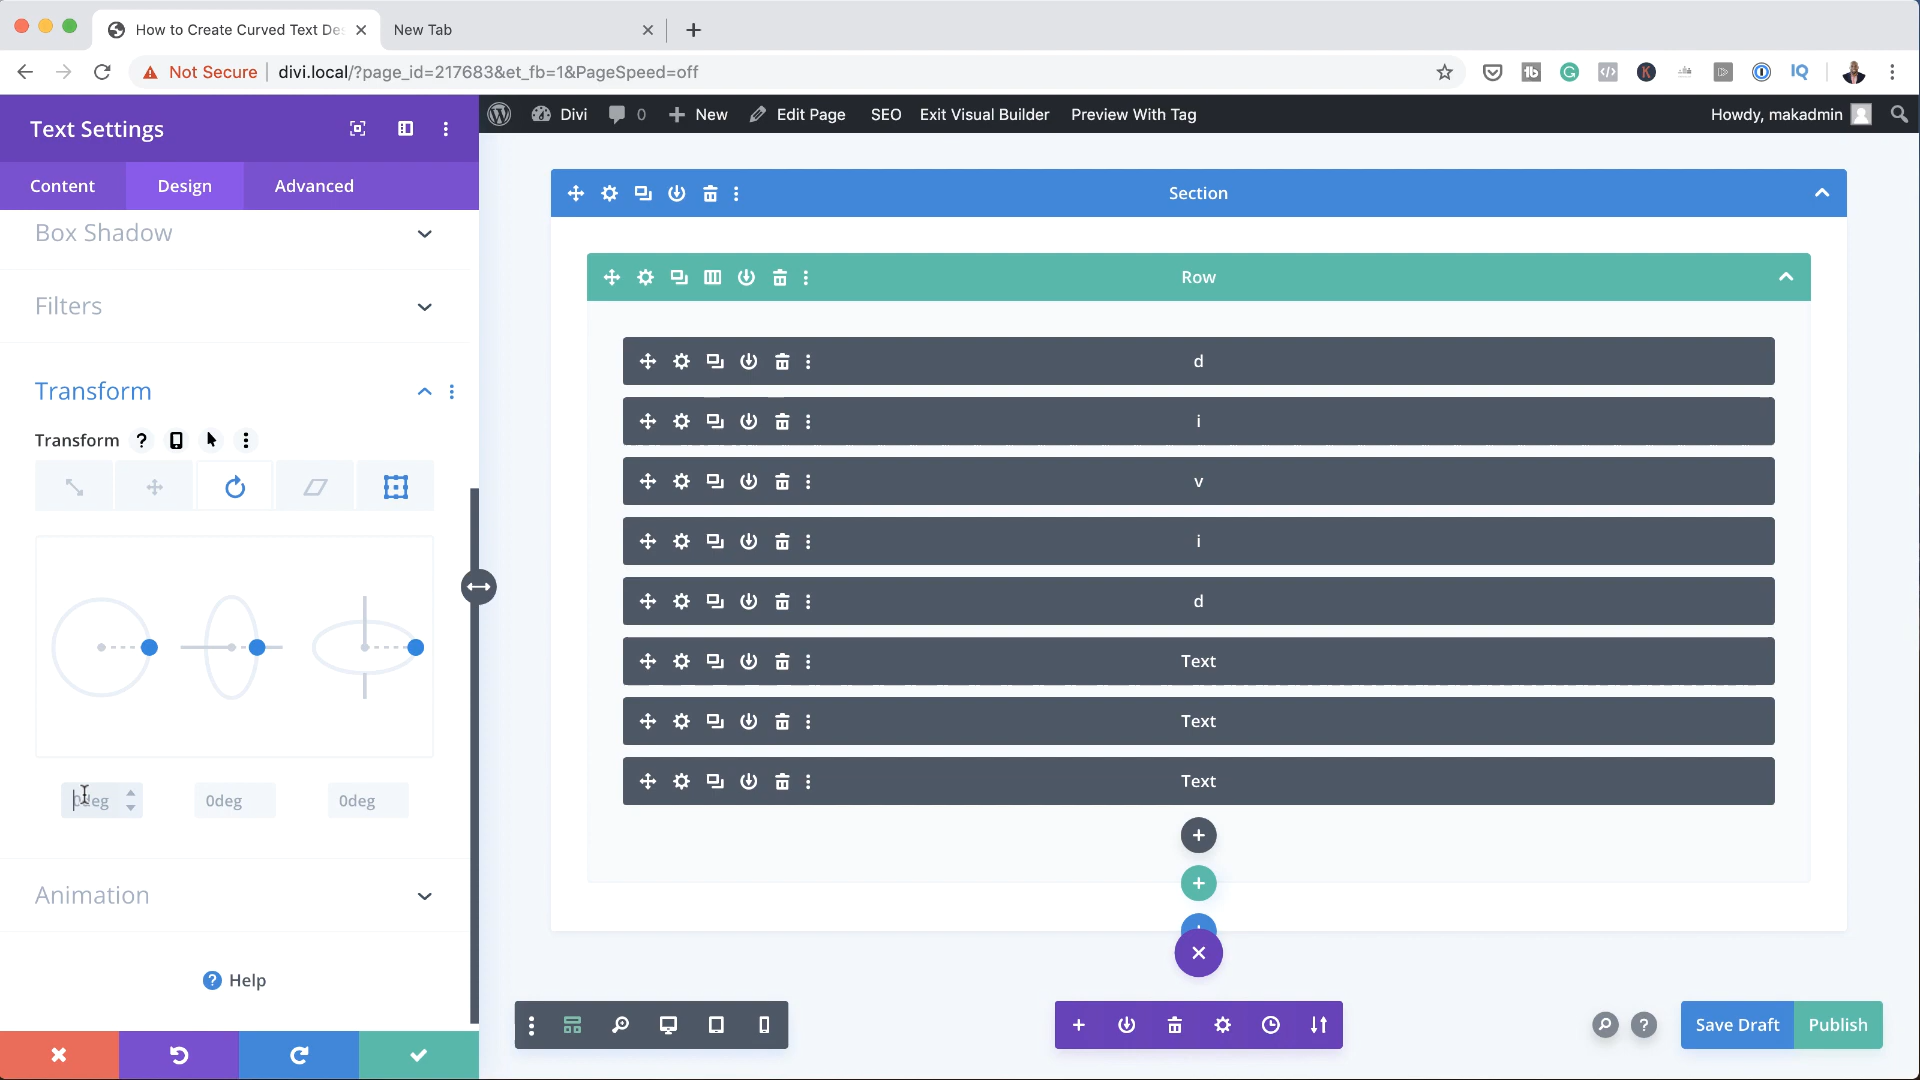 How to Create Curved Text Des
New Tab
Not Secure
divi.local/?page_id=217683&et_fb=1&PageSpeed=off
Text Settings
Divi
0
New
Edit Page
SEO
Exit Visual Builder
Preview With Tag
Howdy, makadmin
Content
Design
Advanced
Section
Box Shadow
Row
Filters
d
Transform
i
Transform
v
i
d
Text
Text
Text
0deg
0deg
0deg
Animation
Help
Save Draft
Publish